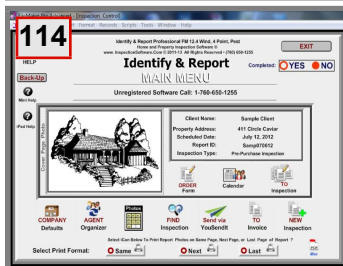 Inspection Control
Format Records Scripts Tools Window Help
114
Identify & Report Professional FM 12.4 Wind, 4 Point, Pest
Home and Property Inspection Software ©
www.InspectionSoftware.Com © 2011-13 All Rights Reserved • (760) 650-1255
EXIT
HELP
Identify & Report
Completed: YES NO
Back-Up
MAIN MENU
Mini Help
Unregistered Software Call: 1-760-650-1255
iPad Help
Cover Page Photo
Client Name: Sample Client
Property Address: 411 Circle Caviar
Scheduled Date: July 12, 2012
Report ID: Samp070612
Inspection Type: Pre-Purchase Inspection
ORDER Calendar TO
Form Inspection
Photos
COMPANY AGENT FIND Send via TO NEW
Defaults Organizer Inspection YouSendIt Invoice Inspection
Select iCon Below To Print Report Photos on Same Page, Next Page, or Last Page of Report ?
Select Print Format: Same Next Last